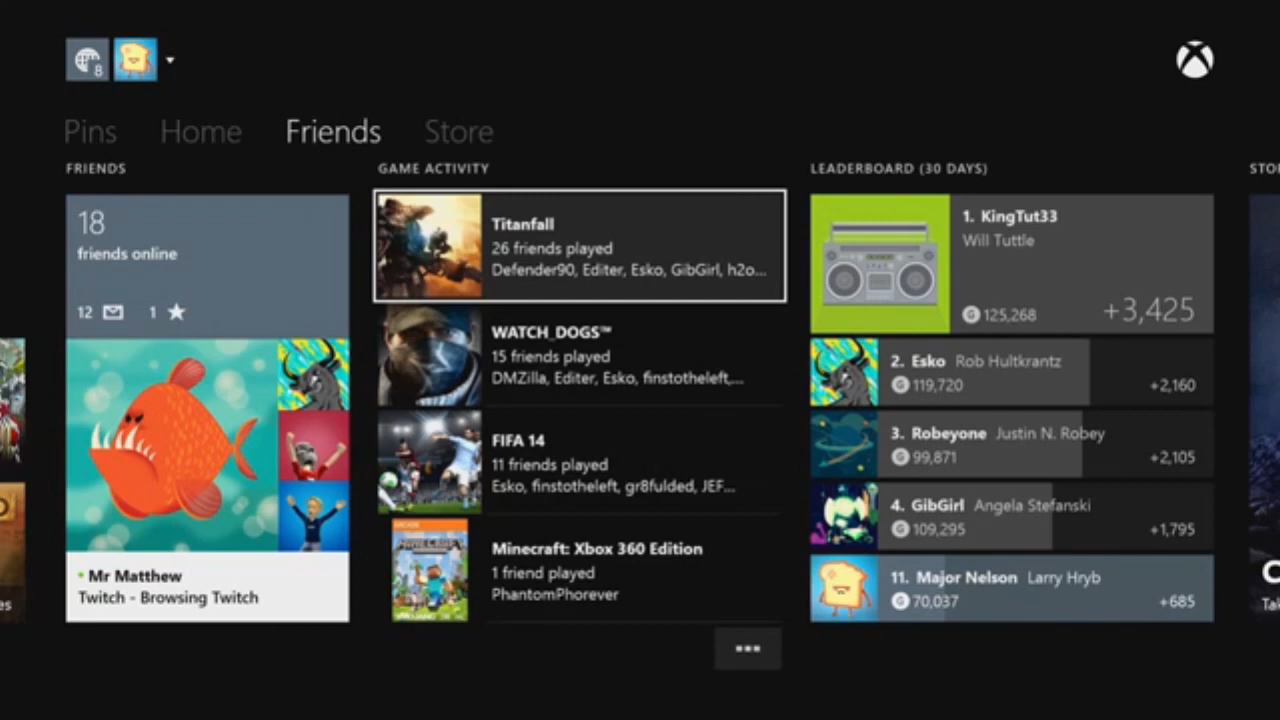 8
Pins Home Friends Store
FRIENDS
18
friends online
12 1
Mr Matthew
Twitch - Browsing Twitch
GAME ACTIVITY
Titanfall
26 friends played
Defender90, Editer, Esko, GibGirl, h2o...
WATCH_DOGS™
15 friends played
DMZilla, Editer, Esko, finstotheleft,...
FIFA 14
11 friends played
Esko, finstotheleft, gr8fulded, JEF...
MINECRAFT
Minecraft: Xbox 360 Edition
1 friend played
PhantomPhorever
...
LEADERBOARD (30 DAYS)
1. KingTut33
Will Tuttle
G 125,268 +3,425
2. Esko Rob Hultkrantz
G 119,720 +2,160
3. Robeyone Justin N. Robey
G 99,871 +2,105
4. GibGirl Angela Stefanski
G 109,295 +1,795
11. Major Nelson Larry Hryb
G 70,037 +685